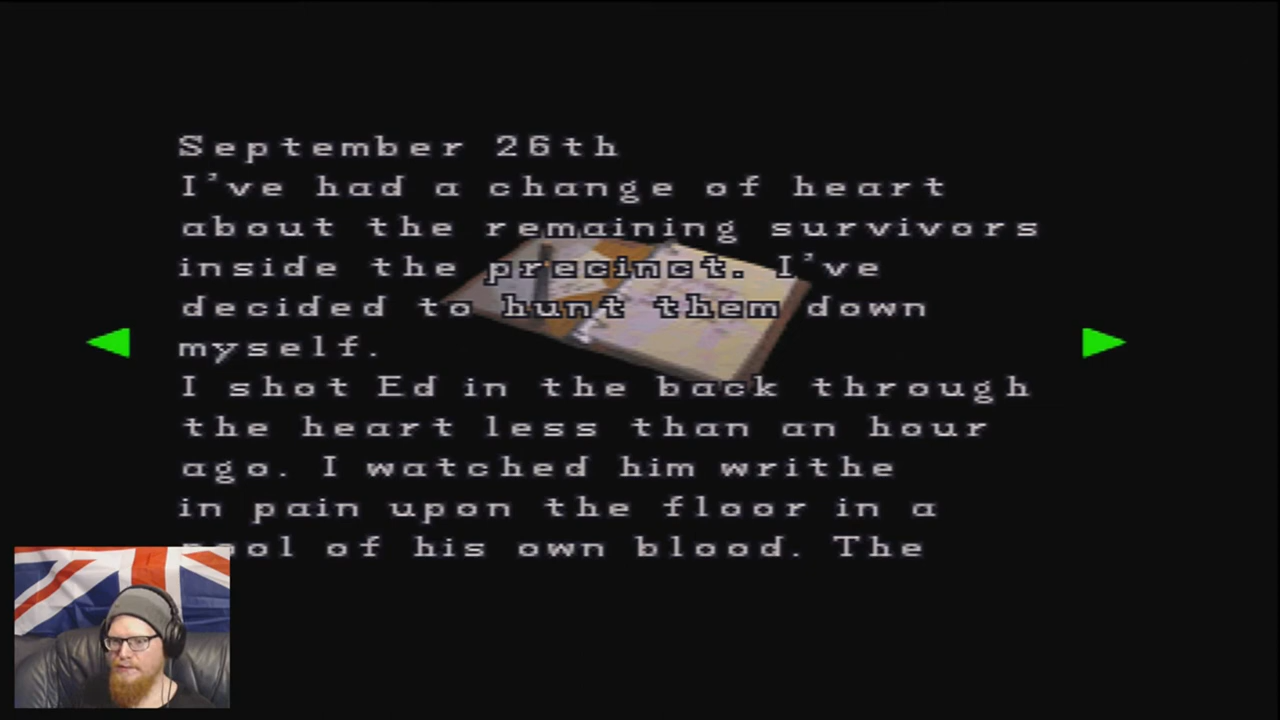 September 26th
I've had a change of heart
about the remaining survivors
inside the precinct. I've
decided to hunt them down
myself.
I shot Ed in the back through
the heart less than an hour
ago. I watched him writhe
in pain upon the floor in a
pool of his own blood. The